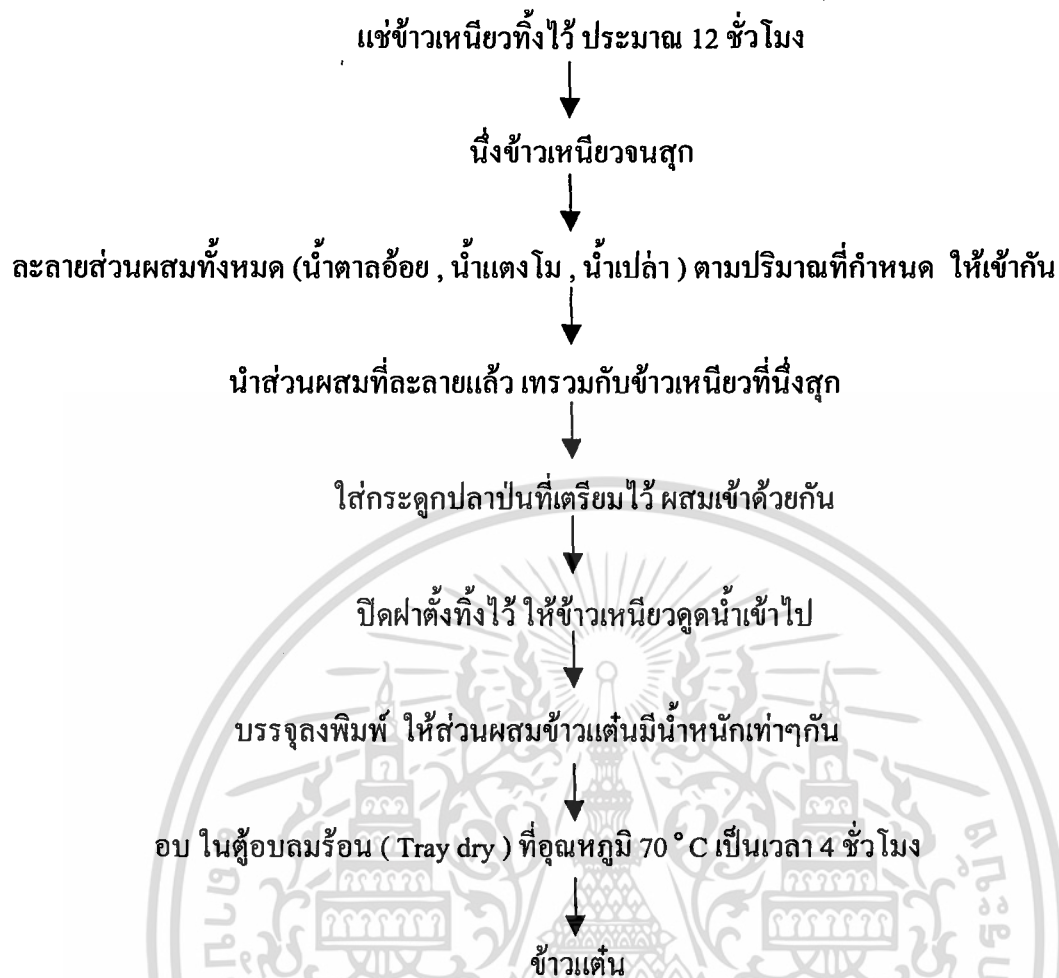 แช่ข้าวเหนียวทิ้งไว้ ประมาณ 12 ชั่วโมง
นึ่งข้าวเหนียวจนสุก
ละลายส่วนผสมทั้งหมด (น้ำตาลอ้อย , น้ำแตงโม , น้ำเปล่า ) ตามปริมาณที่กำหนด ให้เข้ากัน
นำส่วนผสมที่ละลายแล้ว เทรวมกับข้าวเหนียวที่นึ่งสุก
ใส่กระดูกปลาป่นที่เตรียมไว้ ผสมเข้าด้วยกัน
ปิดฝาตั้งทิ้งไว้ ให้ข้าวเหนียวดูดน้ำเข้าไป
บรรจุลงพิมพ์ ให้ส่วนผสมข้าวแต๋นมีน้ำหนักเท่าๆกัน
อบ ในตู้อบลมร้อน ( Tray dry ) ที่อุณหภูมิ 70 ° C เป็นเวลา 4 ชั่วโมง
ข้าวแต๋น